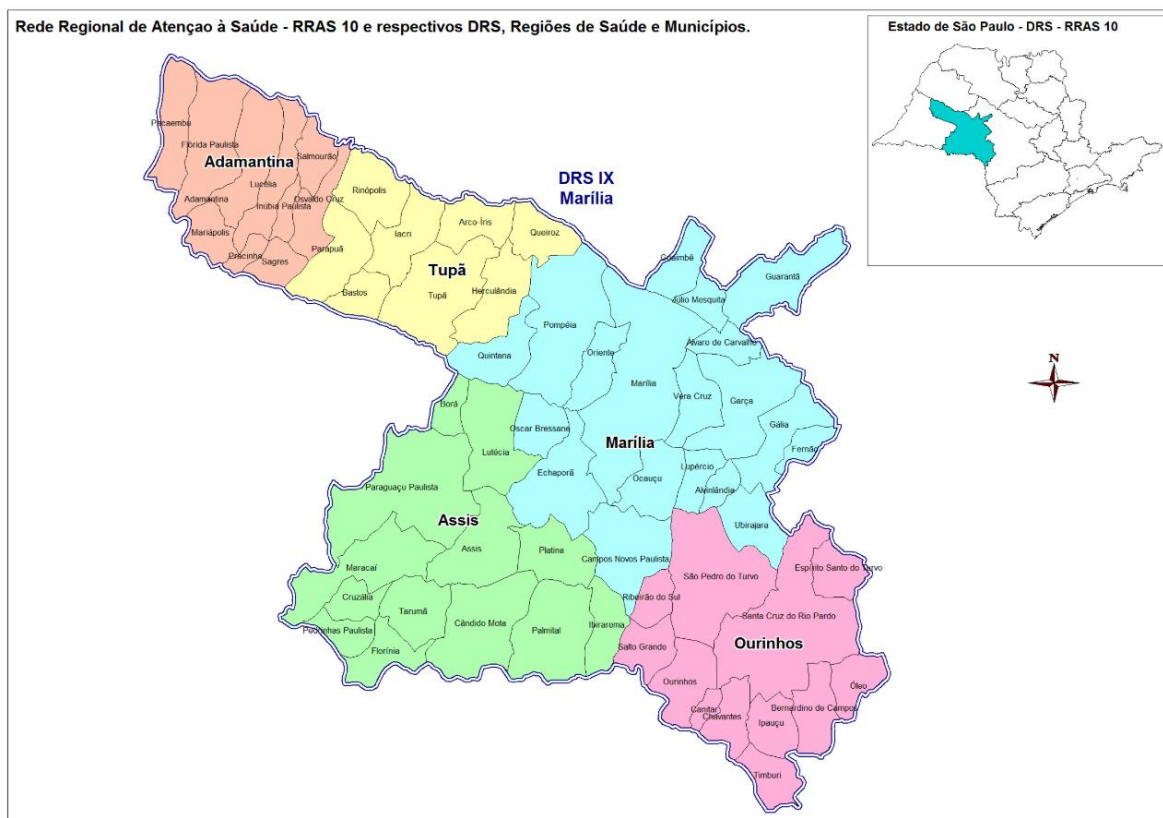 Rede Regional de Atençao à Saúde - RRAS 10 e respectivos DRS, Regiões de Saúde e Municípios.
Estado de São Paulo - DRS - RRAS 10
DRS IX
Marília
N
Adamantina
Pacaembu
Flórida Paulista
Salmourão
Lucélia
Adamantina
Inúbia Paulista
Osvaldo Cruz
Mariápolis
Pracinha
Sagres
Tupã
Rinópolis
Iacri
Arco-Íris
Queiroz
Parapuã
Bastos
Tupã
Herculândia
Marília
Guaimbê
Guarantã
Júlio Mesquita
Pompéia
Álvaro de Carvalho
Quintana
Oriente
Marília
Vera Cruz
Garça
Oscar Bressane
Gália
Fernão
Echaporã
Ocauçu
Lupércio
Alvinlândia
Ubirajara
Campos Novos Paulista
Assis
Borá
Lutécia
Paraguaçu Paulista
Assis
Platina
Maracaí
Cruzália
Tarumã
Cândido Mota
Palmital
Ibirarema
Pedrinhas Paulista
Florínia
Ourinhos
São Pedro do Turvo
Espírito Santo do Turvo
Ribeirão do Sul
Santa Cruz do Rio Pardo
Salto Grande
Ourinhos
Canitar
Chavantes
Ipauçu
Bernardino de Campos
Óleo
Timburi